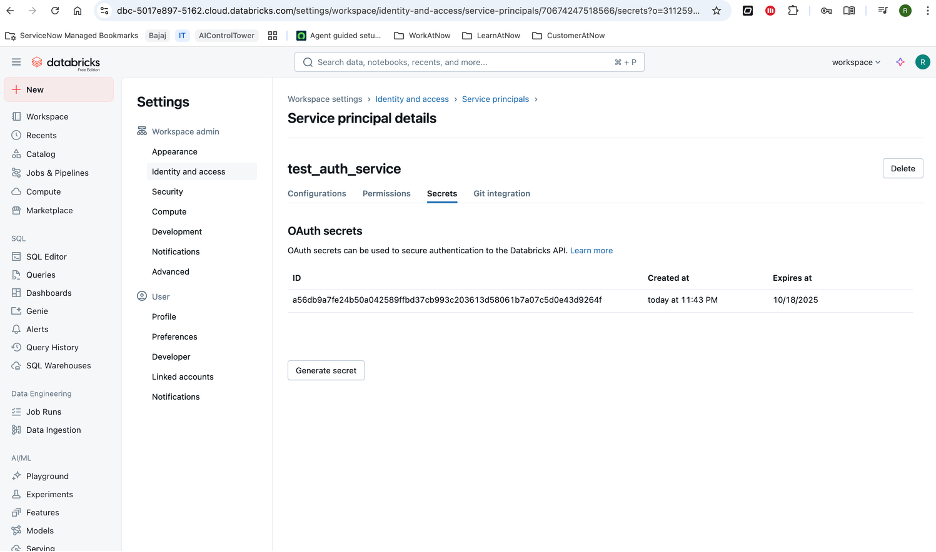 dbc-5017e897-5162.cloud.databricks.com/settings/workspace/identity-and-access/service-principals/70674247518566/secrets?o=311259...
R
ServiceNow Managed Bookmarks
Bajaj
IT
AIControlTower
Agent guided setu...
WorkAtNow
LearnAtNow
CustomerAtNow
databricks
Free Edition
Search data, notebooks, recents, and more...
⌘ + P
workspace
R
New
Workspace
Recents
Catalog
Jobs & Pipelines
Compute
Marketplace
SQL
SQL Editor
Queries
Dashboards
Genie
Alerts
Query History
SQL Warehouses
Data Engineering
Job Runs
Data Ingestion
AI/ML
Playground
Experiments
Features
Models
Serving
Settings
Workspace admin
Appearance
Identity and access
Security
Compute
Development
Notifications
Advanced
User
Profile
Preferences
Developer
Linked accounts
Notifications
Workspace settings › Identity and access › Service principals ›
Service principal details
test_auth_service
Delete
Configurations Permissions Secrets Git integration
OAuth secrets
OAuth secrets can be used to secure authentication to the Databricks API. Learn more
ID Created at Expires at
a56db9a7fe24b50a042589ffbd37cb993c203613d58061b7a07c5d0e43d9264f today at 11:43 PM 10/18/2025
Generate secret